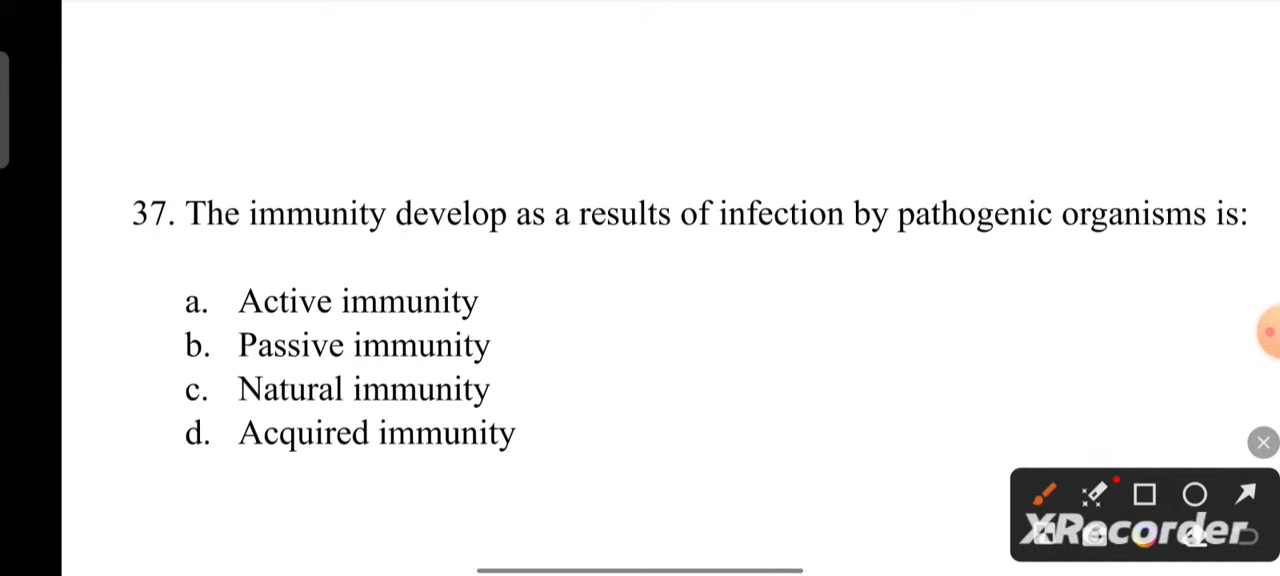 37. The immunity develop as a results of infection by pathogenic organisms is:
a. Active immunity
b. Passive immunity
c. Natural immunity
d. Acquired immunity
XRecorder